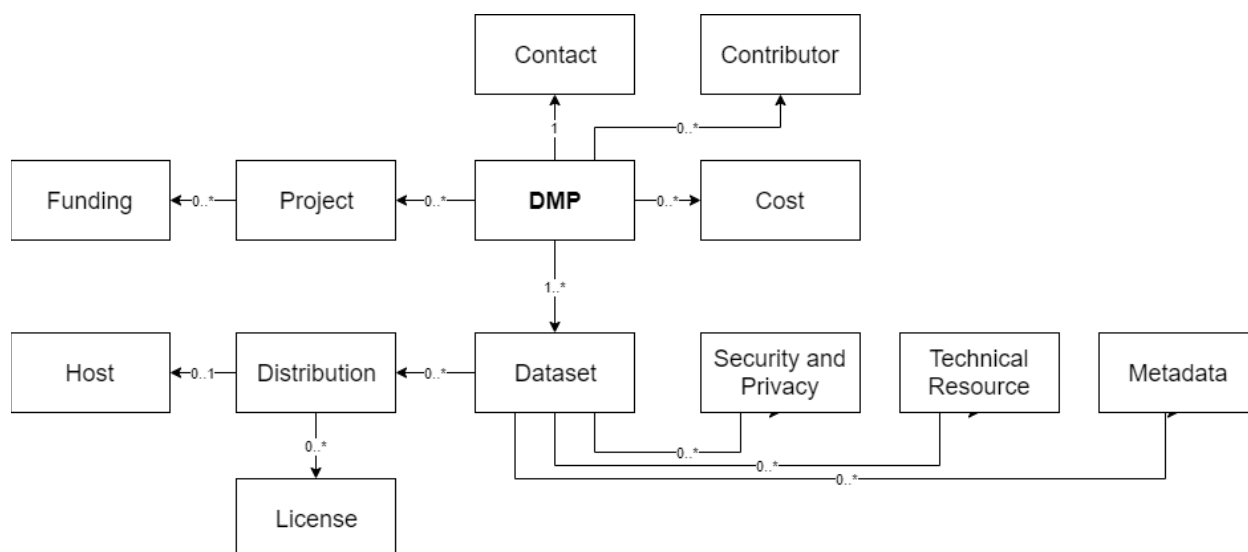 Contact
Contributor
1
0..*
Funding
0..*
Project
0..*
DMP
0..*
Cost
1..*
Host
0..1
Distribution
0..*
Dataset
Security and
Privacy
Technical
Resource
Metadata
0..*
0..*
0..*
0..*
License